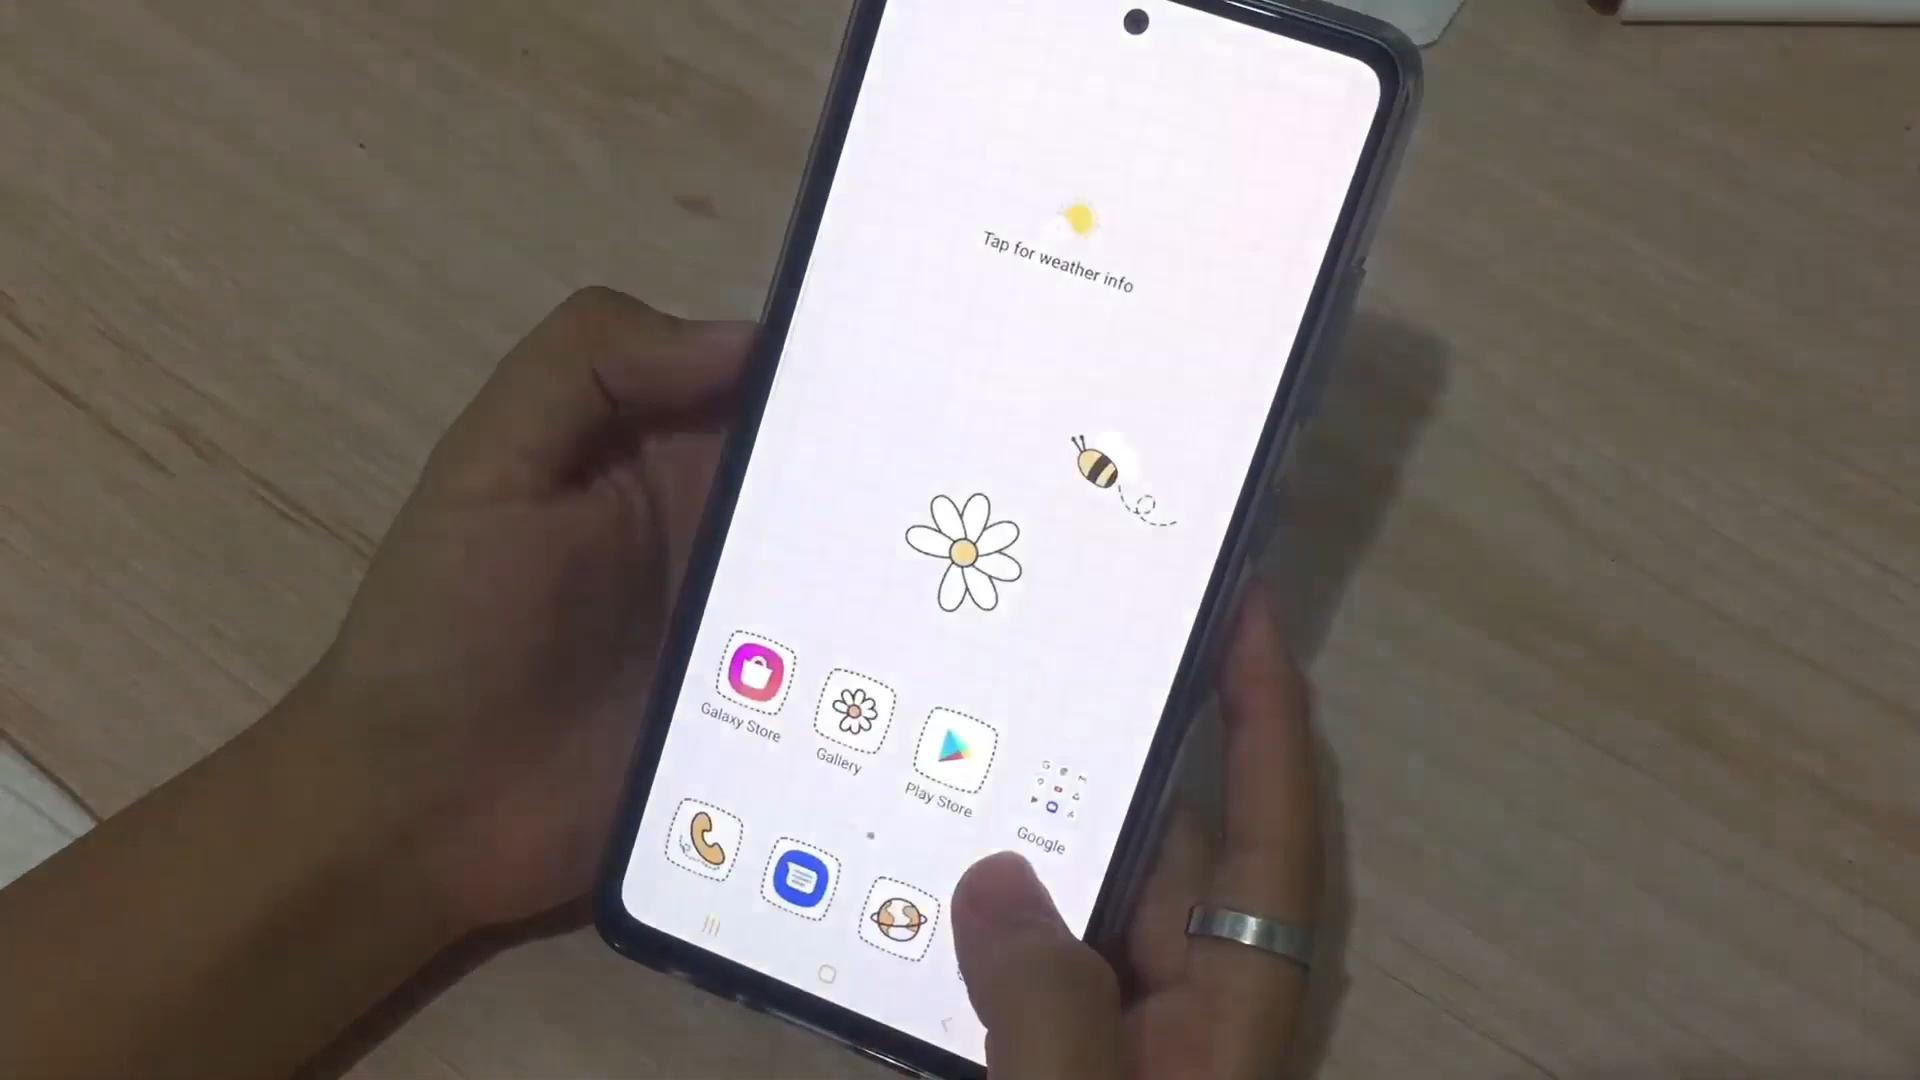 Tap for weather info
Galaxy Store
Gallery
Play Store
Google